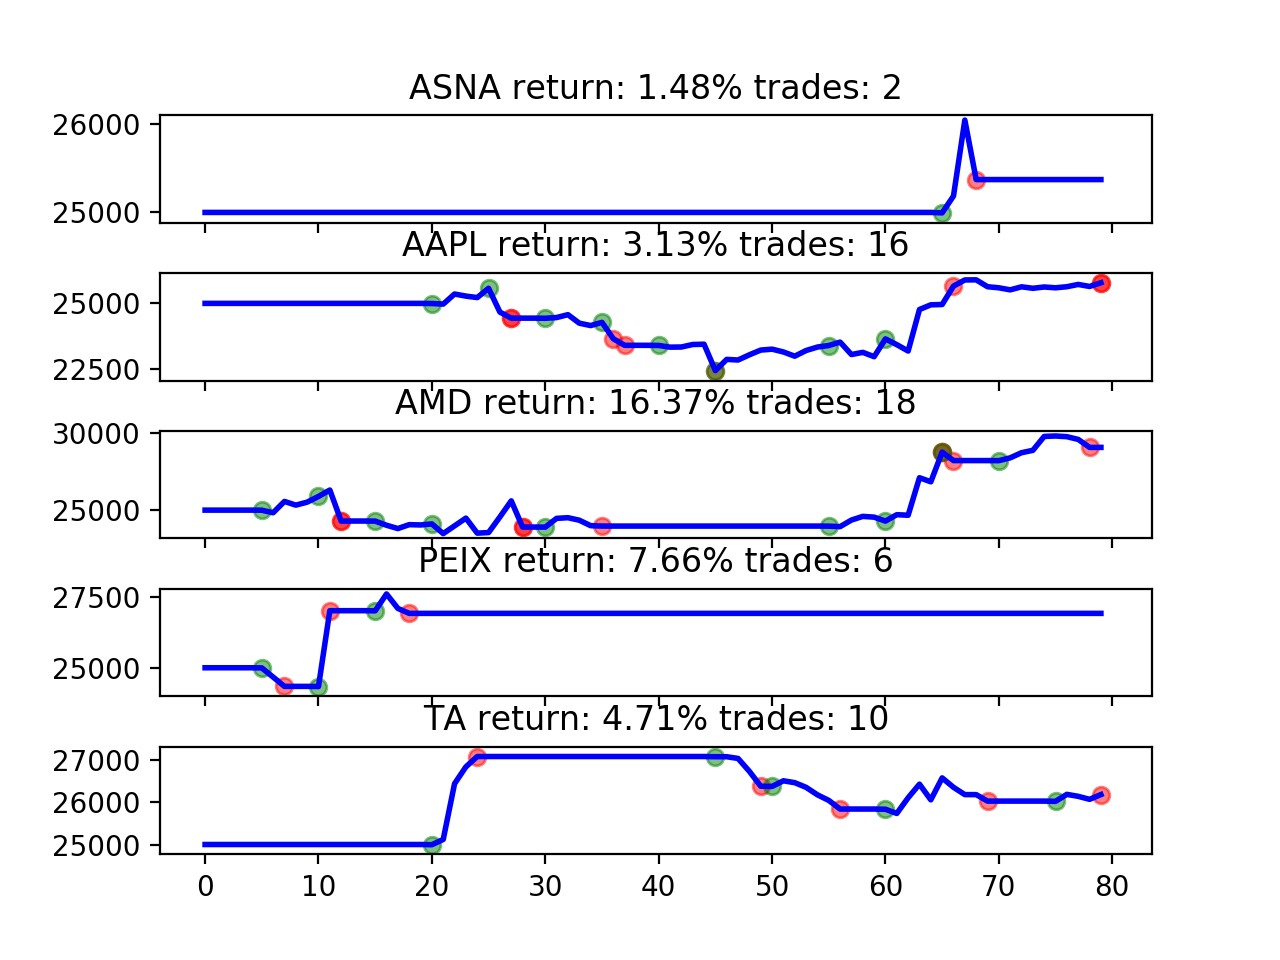 ASNA return: 1.48% trades: 2
26000
25000
AAPL return: 3.13% trades: 16
25000
22500
AMD return: 16.37% trades: 18
30000
25000
PEIX return: 7.66% trades: 6
27500
25000
TA return: 4.71% trades: 10
27000
26000
25000
0 10 20 30 40 50 60 70 80